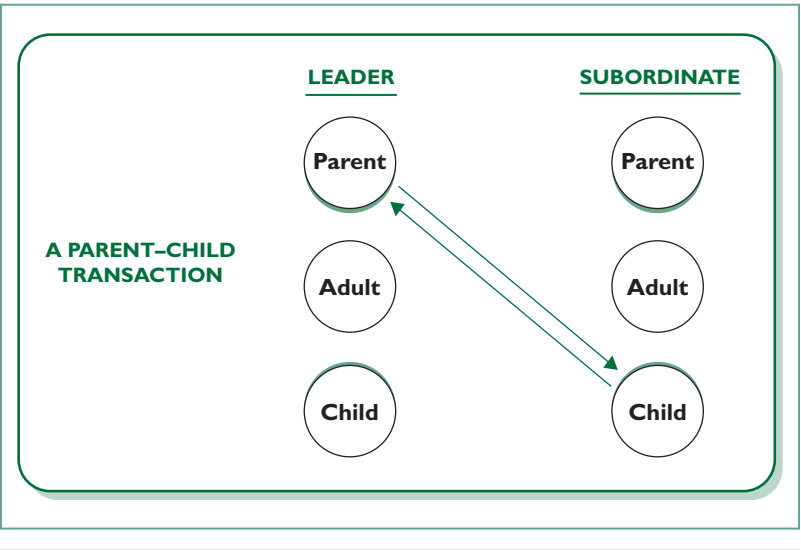 LEADER
SUBORDINATE
Parent
Parent
A PARENT–CHILD
TRANSACTION
Adult
Adult
Child
Child